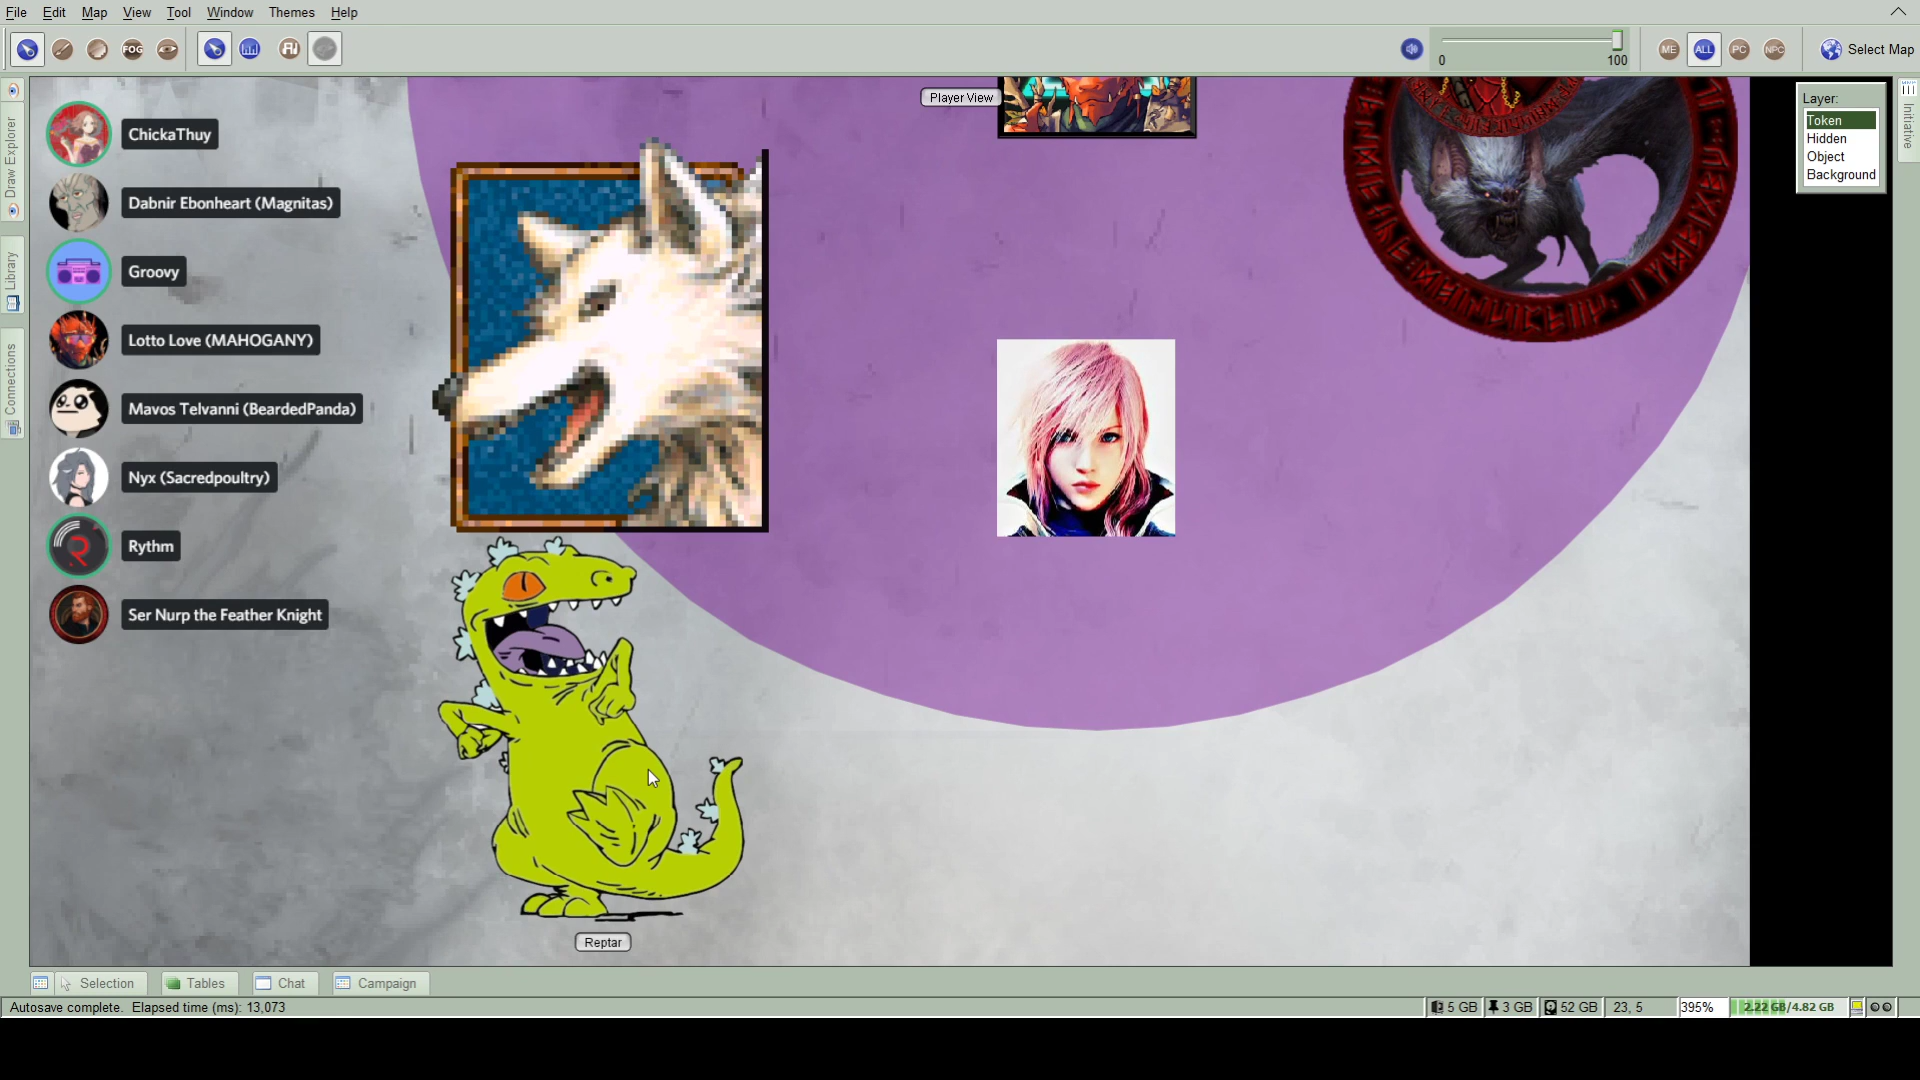 File Edit Map View Tool Window Themes Help
FOG
0 100
ME ALL PC NPC
Select Map
Draw Explorer
Library
Connections
Initiative
Player View
Layer:
Token
Hidden
Object
Background
ChickaThuy
Dabnir Ebonheart (Magnitas)
Groovy
Lotto Love (MAHOGANY)
Mavos Telvanni (BeardedPanda)
Nyx (Sacredpoultry)
Rythm
Ser Nurp the Feather Knight
Reptar
Selection Tables Chat Campaign
Autosave complete. Elapsed time (ms): 13,073
5 GB 3 GB 52 GB 23, 5 395% 2.22 GB/4.82 GB